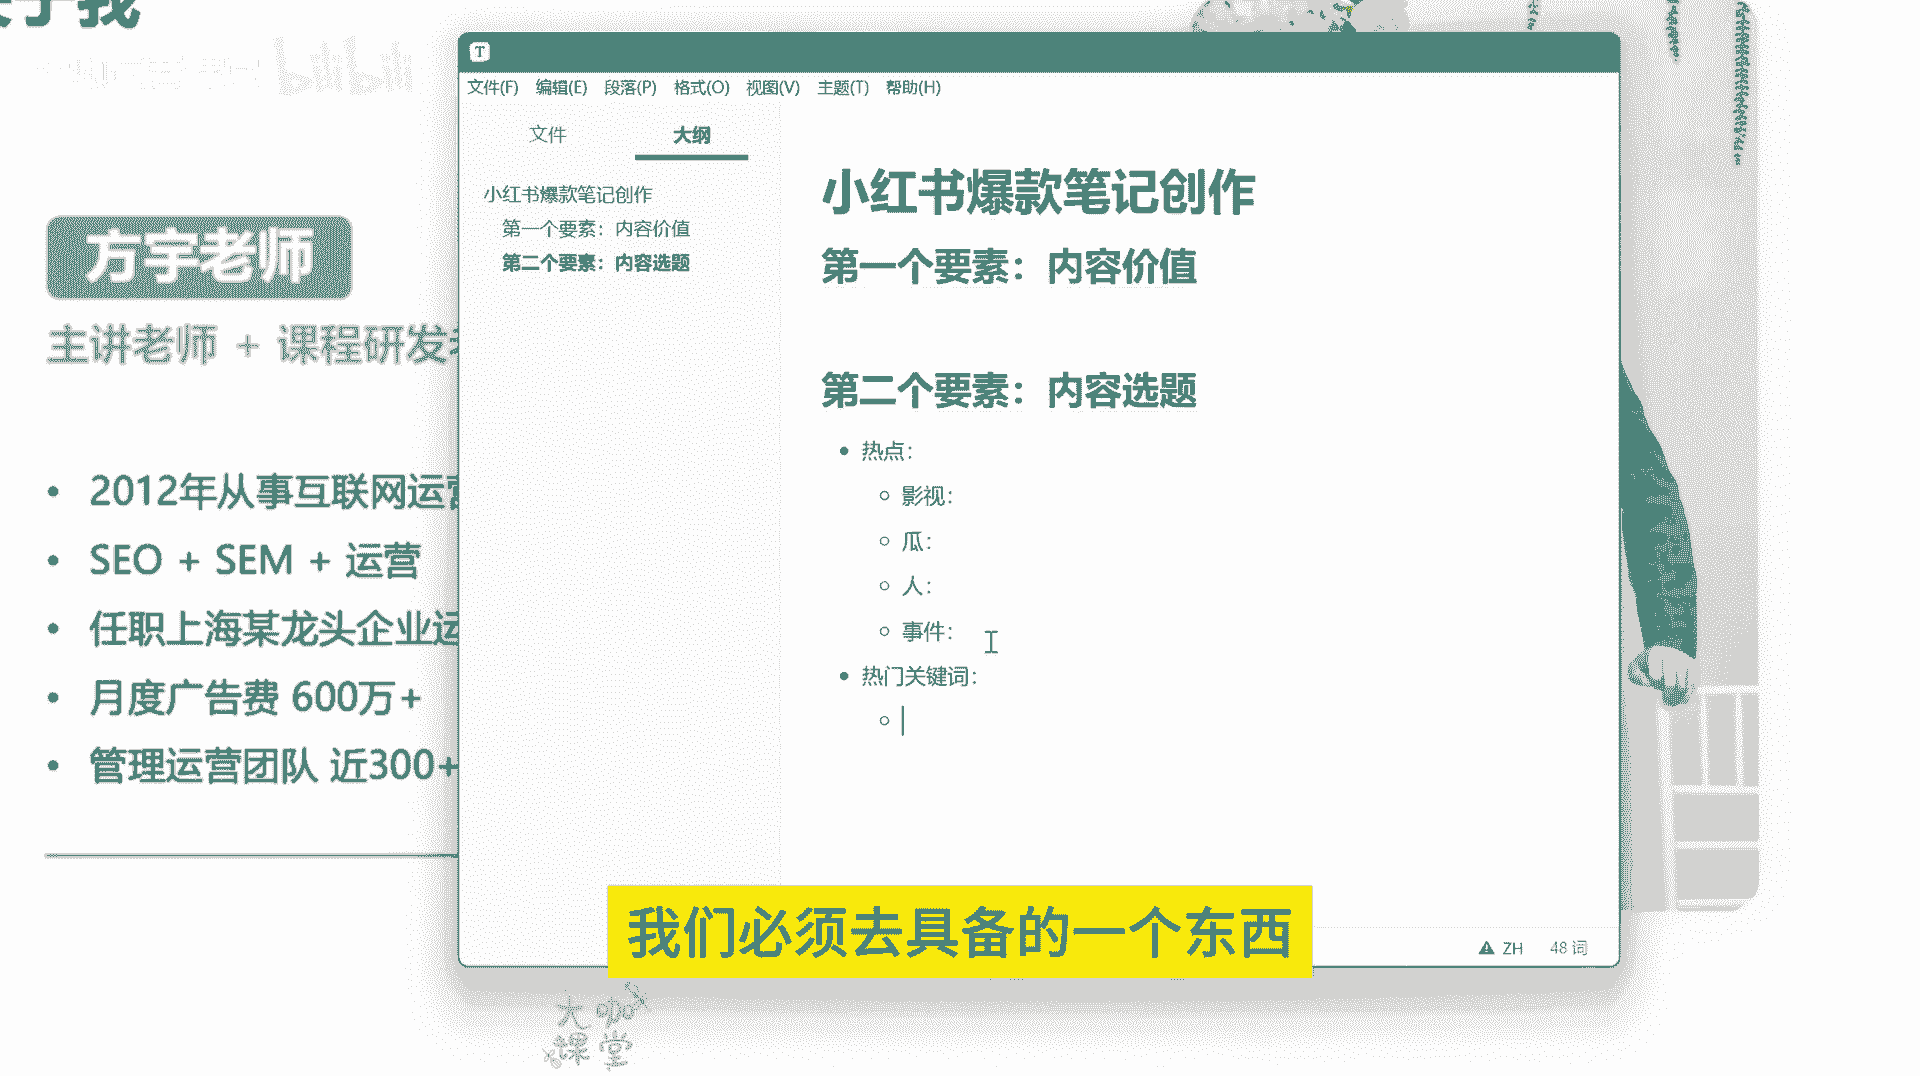 bilibili
方宇老师
主讲老师 + 课程研发
2012年从事互联网运营
SEO + SEM + 运营
任职上海某龙头企业运
月度广告费 600万+
管理运营团队 近300+
T
文件(F) 编辑(E) 段落(P) 格式(O) 视图(V) 主题(T) 帮助(H)
文件 大纲
小红书爆款笔记创作
第一个要素：内容价值
第二个要素：内容选题
小红书爆款笔记创作
第一个要素：内容价值
第二个要素：内容选题
热点：
影视：
瓜：
人：
事件：
热门关键词：
ZH 48 词
我们必须去具备的一个东西
大咖
课堂